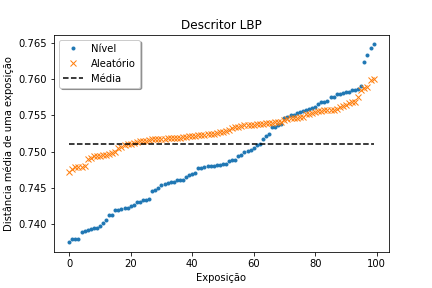 Descritor LBP
Nível
Aleatório
Média
0.765
0.760
0.755
0.750
0.745
0.740
Distância média de uma exposição
0
20
40
60
80
100
Exposição